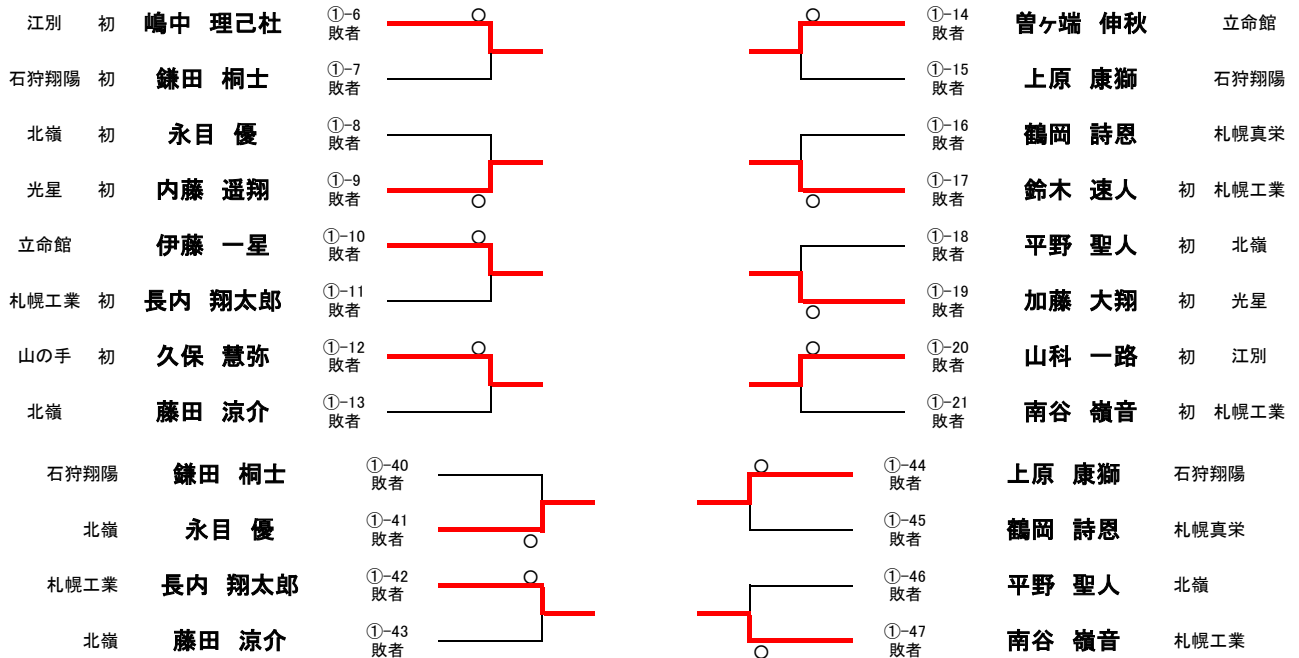 江別 初 嶋中 理己杜 ①-6 敗者 ○
石狩翔陽 初 鎌田 桐士 ①-7 敗者
北嶺 初 永目 優 ①-8 敗者
光星 初 内藤 遥翔 ①-9 敗者 ○
立命館 伊藤 一星 ①-10 敗者 ○
札幌工業 初 長内 翔太郎 ①-11 敗者
山の手 初 久保 慧弥 ①-12 敗者 ○
北嶺 藤田 涼介 ①-13 敗者
○ ①-14 敗者 曽ヶ端 伸秋 立命館
①-15 敗者 上原 康獅 石狩翔陽
①-16 敗者 鶴岡 詩恩 札幌真栄
○ ①-17 敗者 鈴木 速人 初 札幌工業
①-18 敗者 平野 聖人 初 北嶺
○ ①-19 敗者 加藤 大翔 初 光星
○ ①-20 敗者 山科 一路 初 江別
①-21 敗者 南谷 嶺音 初 札幌工業
石狩翔陽 鎌田 桐士 ①-40 敗者
北嶺 永目 優 ①-41 敗者 ○
札幌工業 長内 翔太郎 ①-42 敗者 ○
北嶺 藤田 涼介 ①-43 敗者
○ ①-44 敗者 上原 康獅 石狩翔陽
①-45 敗者 鶴岡 詩恩 札幌真栄
①-46 敗者 平野 聖人 北嶺
○ ①-47 敗者 南谷 嶺音 札幌工業